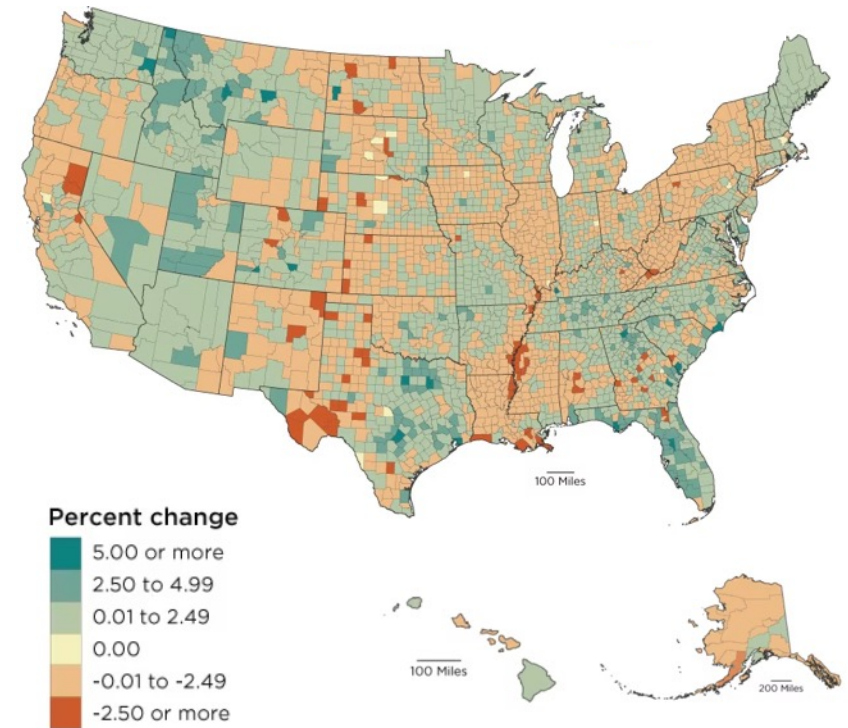 100 Miles
Percent change
5.00 or more
2.50 to 4.99
0.01 to 2.49
0.00
-0.01 to -2.49
-2.50 or more
100 Miles
200 Miles